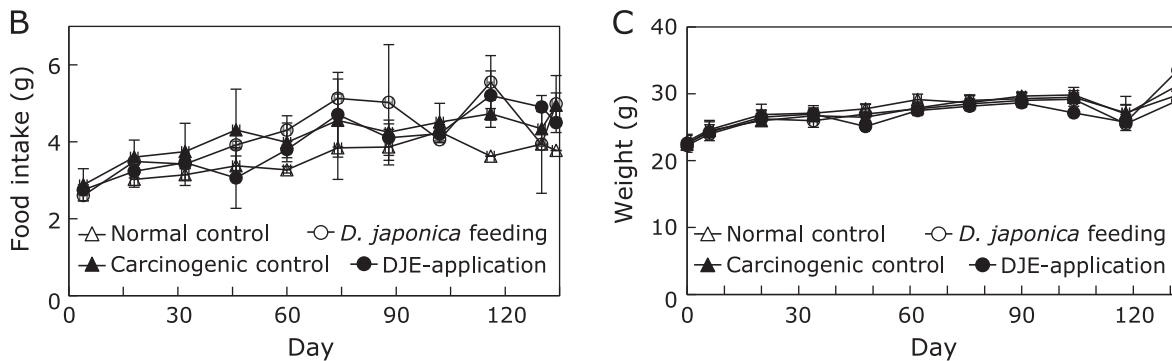 B
Food intake (g)
6
4
2
0
Normal control
D. japonica feeding
Carcinogenic control
DJE-application
0 30 60 90 120
Day
C
Weight (g)
40
30
20
10
0
Normal control
D. japonica feeding
Carcinogenic control
DJE-application
0 30 60 90 120
Day